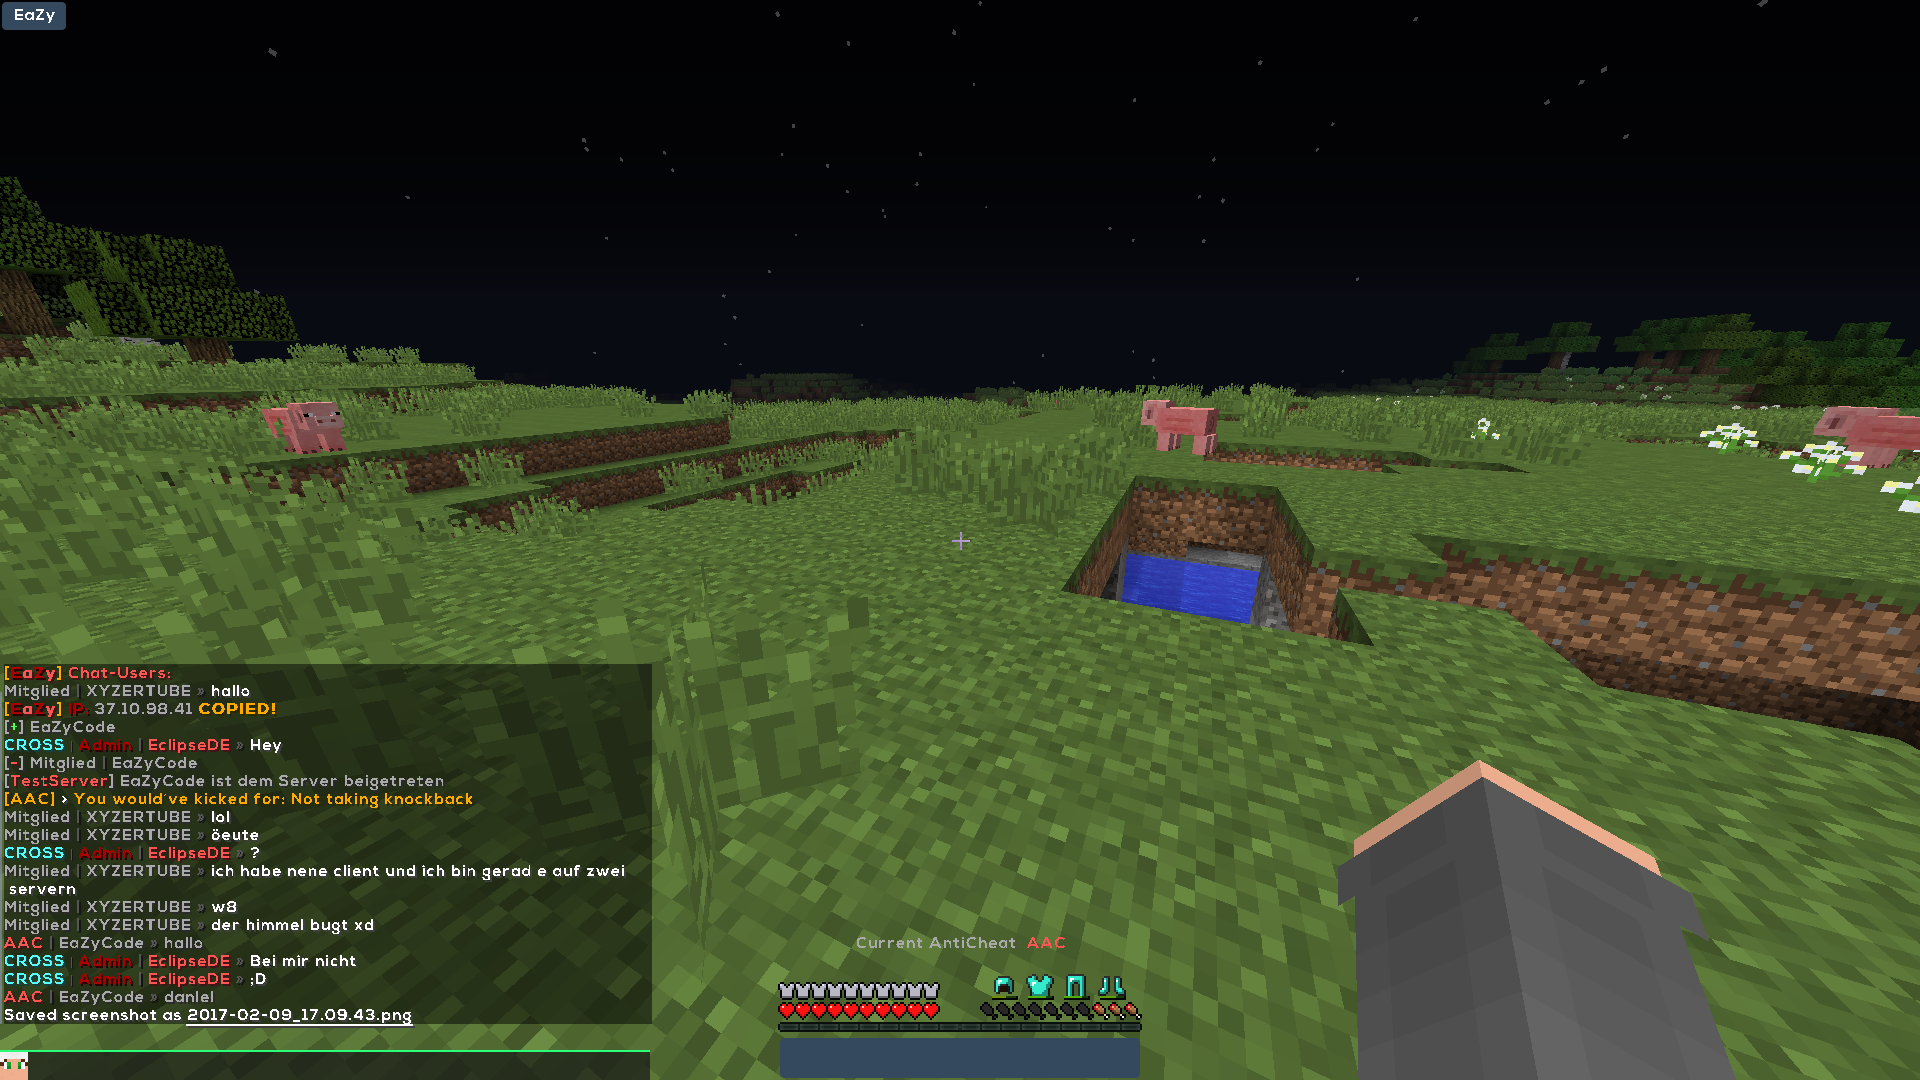 EaZy
[EaZy] Chat-Users:
Mitglied | XYZERTUBE » hallo
[EaZy] IP: 37.10.98.41 COPIED!
[+] EaZyCode
CROSS | Admin | EclipseDE » Hey
[-] Mitglied | EaZyCode
[TestServer] EaZyCode ist dem Server beigetreten
[AAC] > You would've kicked for: Not taking knockback
Mitglied | XYZERTUBE » lol
Mitglied | XYZERTUBE » öeute
CROSS | Admin | EclipseDE » ?
Mitglied | XYZERTUBE » ich habe nene client und ich bin gerad e auf zwei
servern
Mitglied | XYZERTUBE » w8
Mitglied | XYZERTUBE » der himmel bugt xd
AAC | EaZyCode » hallo
CROSS | Admin | EclipseDE » Bei mir nicht
CROSS | Admin | EclipseDE » ;D
AAC | EaZyCode » danlel
Saved screenshot as 2017-02-09_17.09.43.png
Current AntiCheat AAC